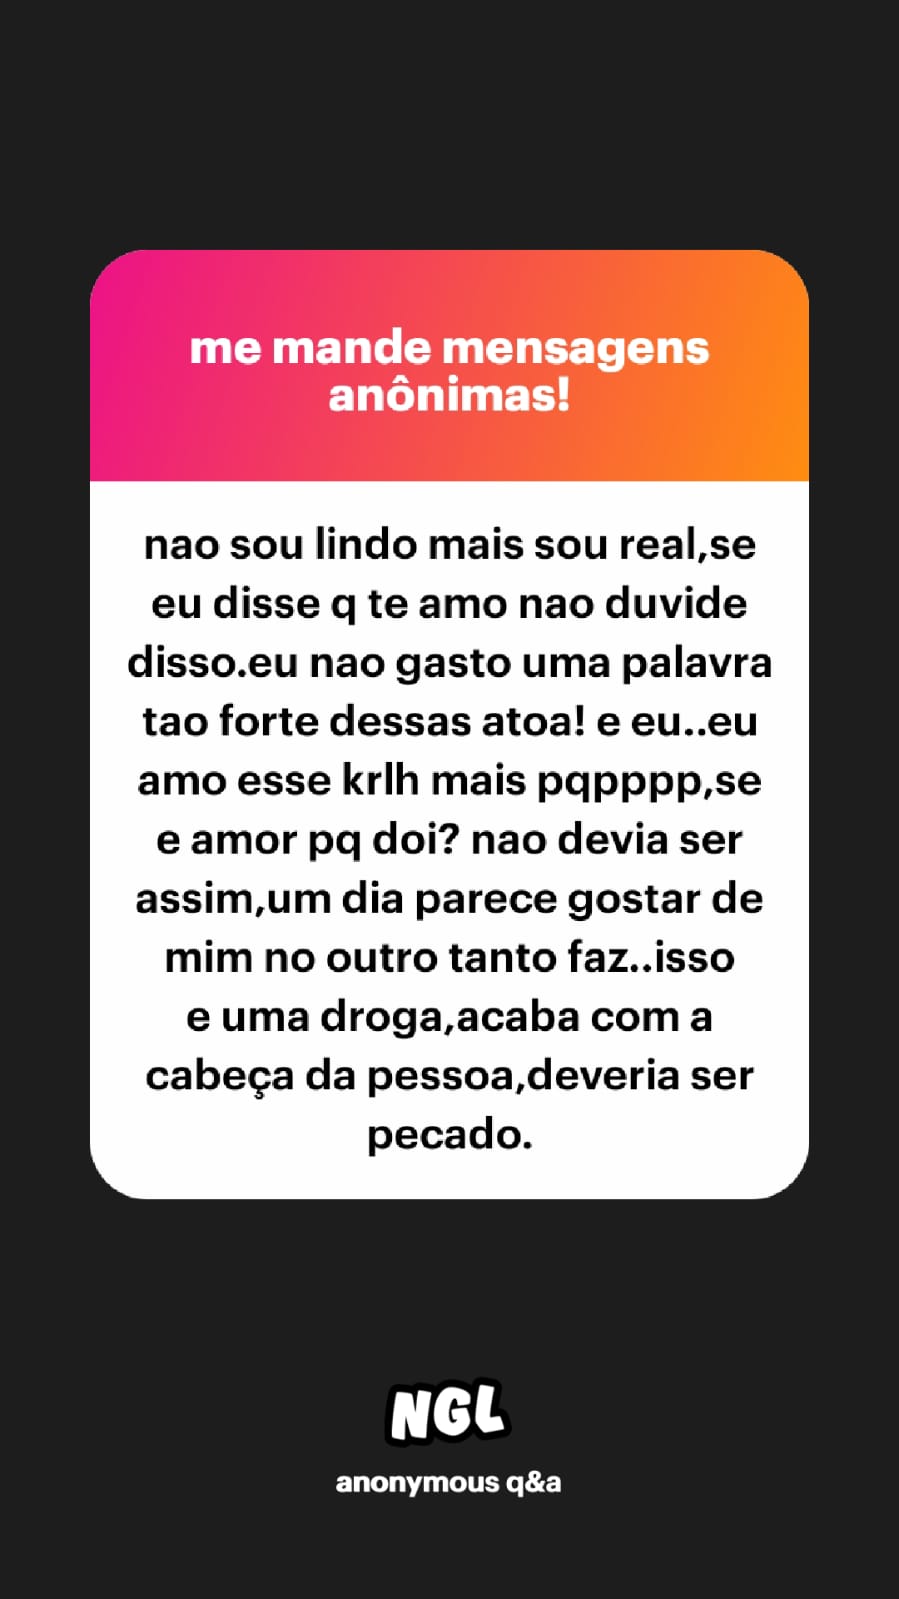 me mande mensagens
anônimas!
nao sou lindo mais sou real,se
eu disse q te amo nao duvide
disso.eu nao gasto uma palavra
tao forte dessas atoa! e eu..eu
amo esse krlh mais pqpppp,se
e amor pq doi? nao devia ser
assim,um dia parece gostar de
mim no outro tanto faz..isso
e uma droga,acaba com a
cabeça da pessoa,deveria ser
pecado.
NGL
anonymous q&a